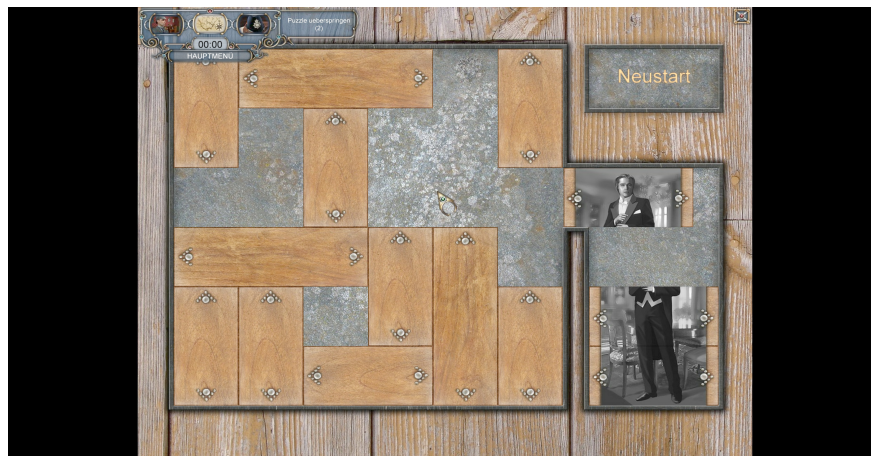 Puzzle ueberspringen
(2)
00:00
HAUPTMENÜ
Neustart